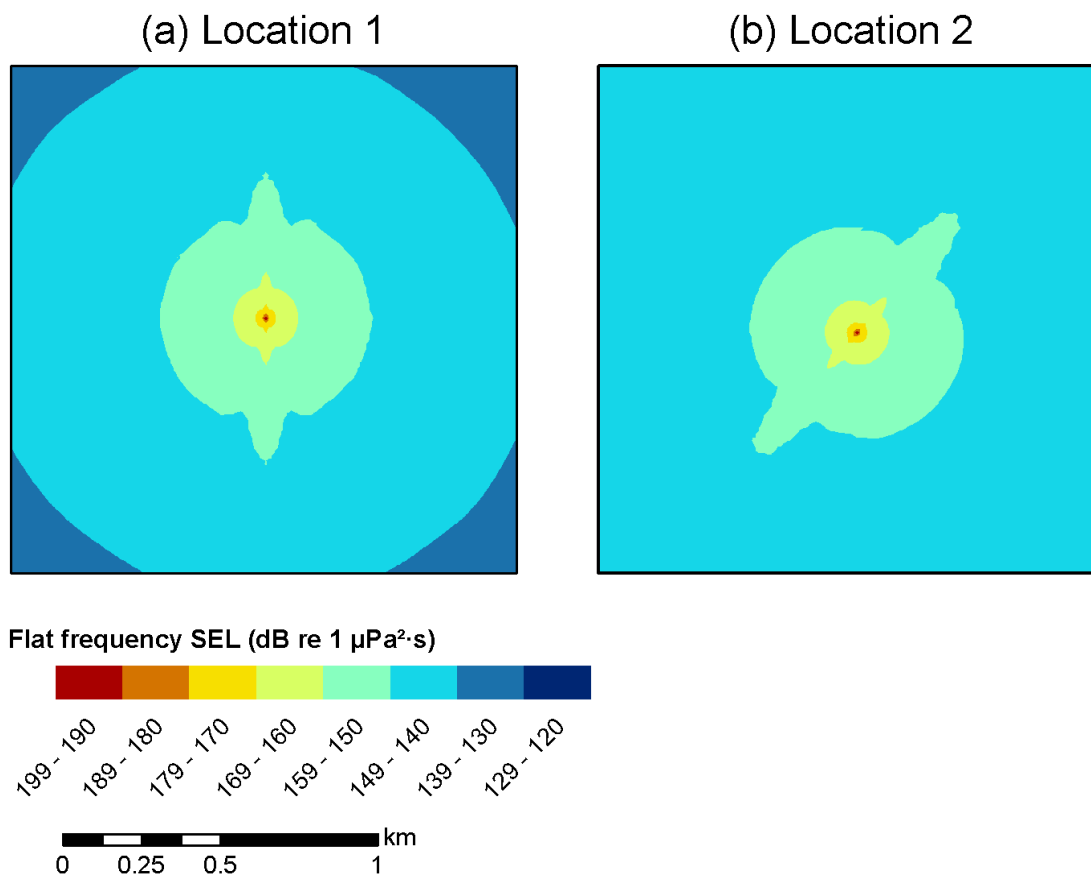 (a) Location 1
(b) Location 2
Flat frequency SEL (dB re 1 µPa²·s)
199 - 190
189 - 180
179 - 170
169 - 160
159 - 150
149 - 140
139 - 130
129 - 120
km
0 0.25 0.5 1